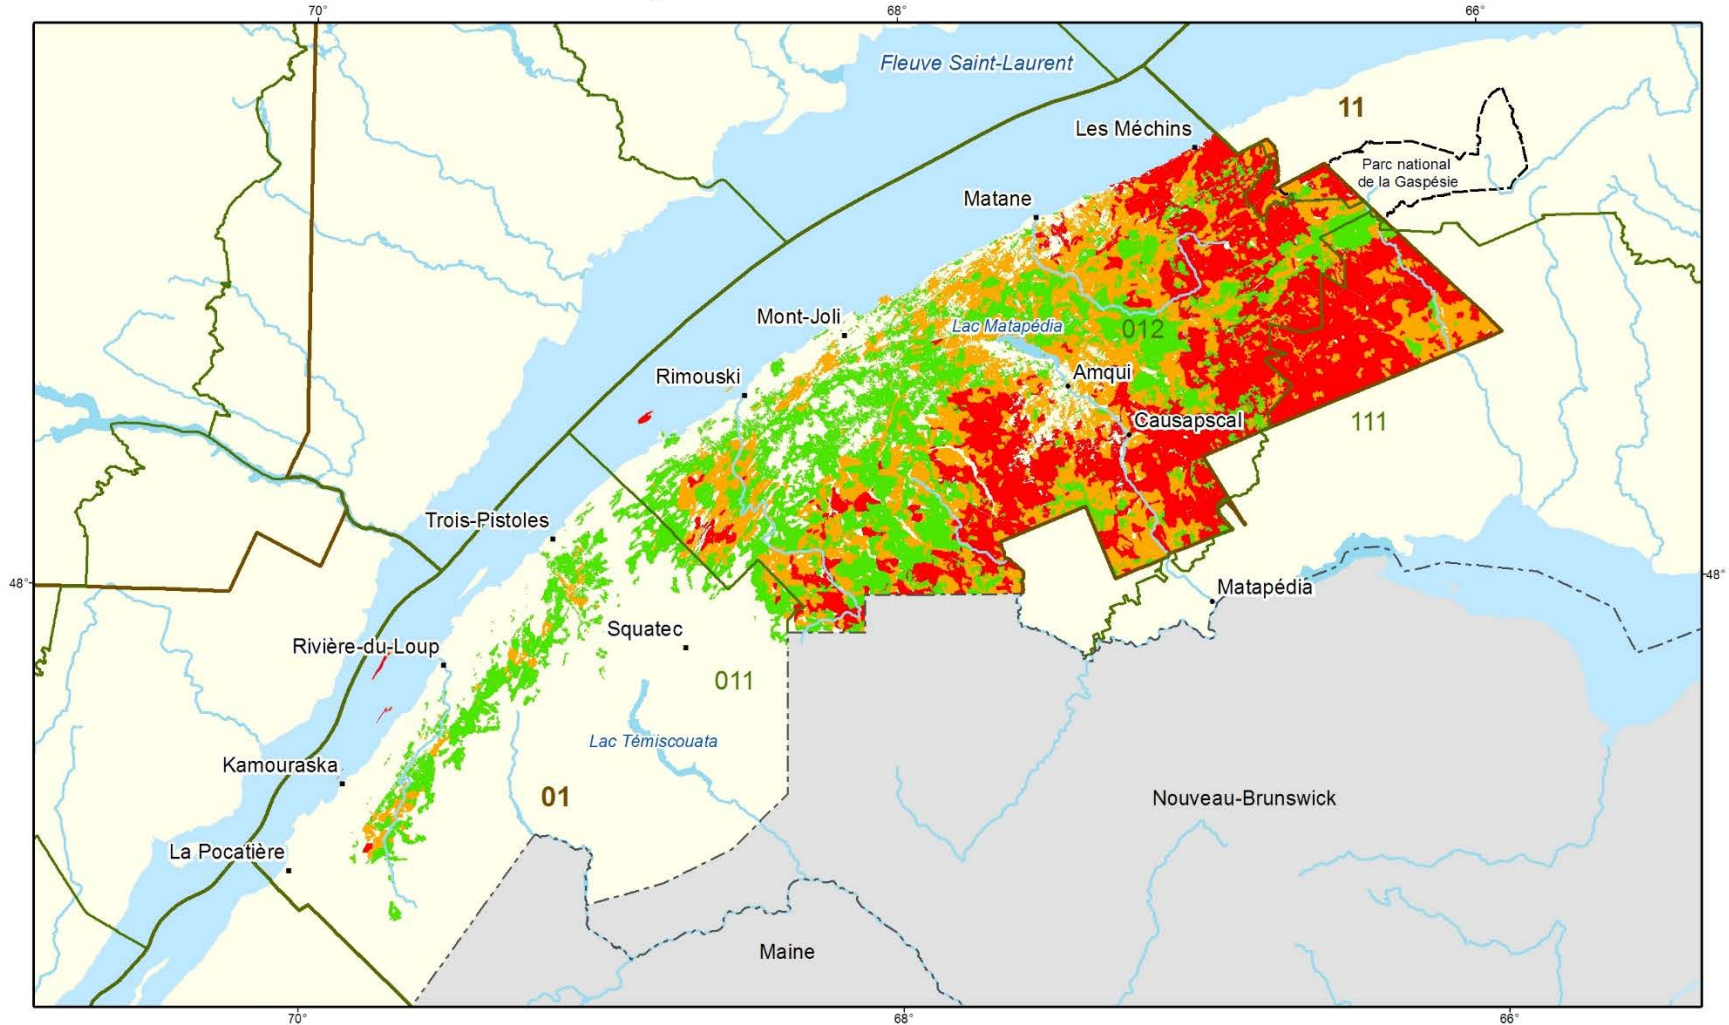 70°
68°
66°
Fleuve Saint-Laurent
11
Les Méchins
Parc national
de la Gaspésie
Matane
Mont-Joli
Lac Matapédia
012
Amqui
Rimouski
Causapscal
111
Trois-Pistoles
48°
48°
Matapédia
Squatec
Rivière-du-Loup
011
Lac Témiscouata
Kamouraska
01
Nouveau-Brunswick
La Pocatière
Maine
70°
68°
66°